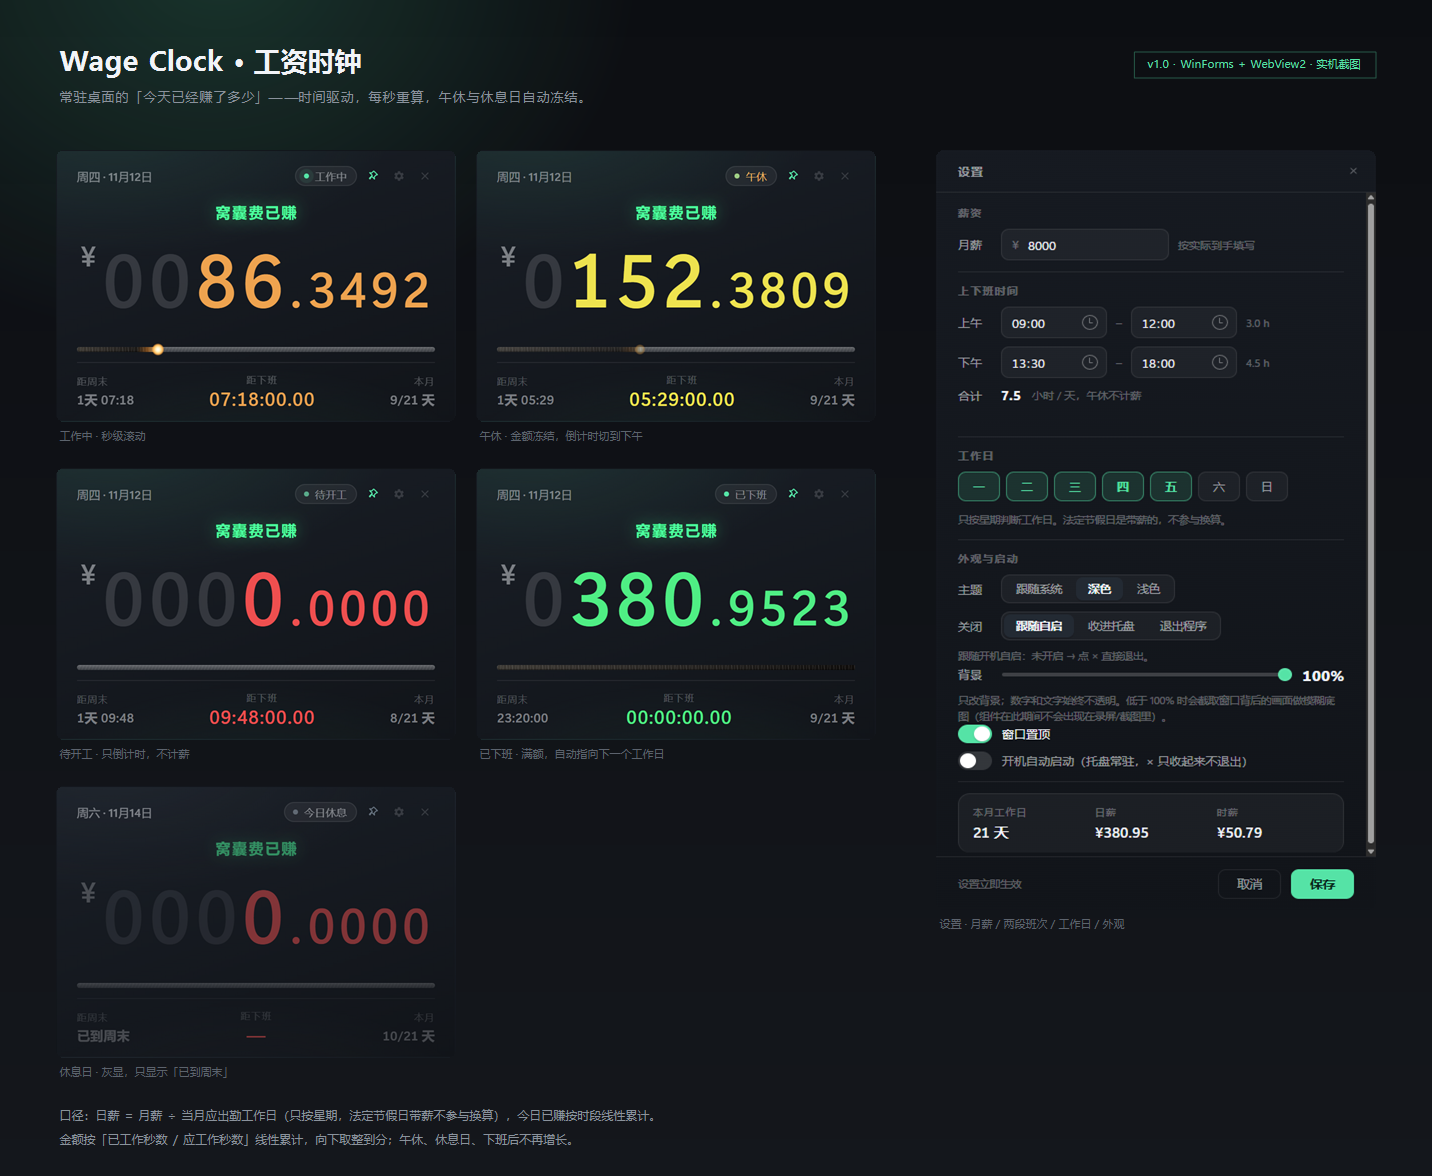 Wage Clock • 工资时钟
v1.0 · WinForms + WebView2 · 实机截图
常驻桌面的「今天已经赚了多少」——时间驱动，每秒重算，午休与休息日自动冻结。
周四 · 11月12日
工作中
窝囊费已赚
¥0086.3492
距周末
距下班
本月
1天 07:18
07:18:00.00
9/21 天
工作中 · 秒级滚动
周四 · 11月12日
午休
窝囊费已赚
¥0152.3809
距周末
距下班
本月
1天 05:29
05:29:00.00
9/21 天
午休 · 金额冻结，倒计时切到下午
周四 · 11月12日
待开工
窝囊费已赚
¥0000.0000
距周末
距下班
本月
1天 09:48
09:48:00.00
8/21 天
待开工 · 只倒计时，不计薪
周四 · 11月12日
已下班
窝囊费已赚
¥0380.9523
距周末
距下班
本月
23:20:00
00:00:00.00
9/21 天
已下班 · 满额，自动指向下一个工作日
周六 · 11月14日
今日休息
窝囊费已赚
¥0000.0000
距周末
距下班
本月
已到周末
—
10/21 天
休息日 · 灰显，只显示「已到周末」
设置
×
薪资
月薪 ¥ 8000 按实际到手填写
上下班时间
上午 09:00 – 12:00 3.0 h
下午 13:30 – 18:00 4.5 h
合计 7.5 小时 / 天，午休不计薪
工作日
一 二 三 四 五 六 日
只按星期判断工作日。法定节假日是带薪的，不参与换算。
外观与启动
主题 跟随系统 深色 浅色
关闭 跟随自启 收进托盘 退出程序
跟随开机自启：未开启 → 点 × 直接退出。
背景 100%
只改背景；数字和文字始终不透明。低于 100% 时会截取窗口背后的画面做模糊底
图（组件在此期间不会出现在录屏/截图里）。
窗口置顶
开机自动启动（托盘常驻，× 只收起来不退出）
本月工作日 日薪 时薪
21 天 ¥380.95 ¥50.79
设置立即生效 取消 保存
设置 · 月薪 / 两段班次 / 工作日 / 外观
口径：日薪 = 月薪 ÷ 当月应出勤工作日（只按星期，法定节假日带薪不参与换算），今日已赚按时段线性累计。
金额按「已工作秒数 / 应工作秒数」线性累计，向下取整到分；午休、休息日、下班后不再增长。